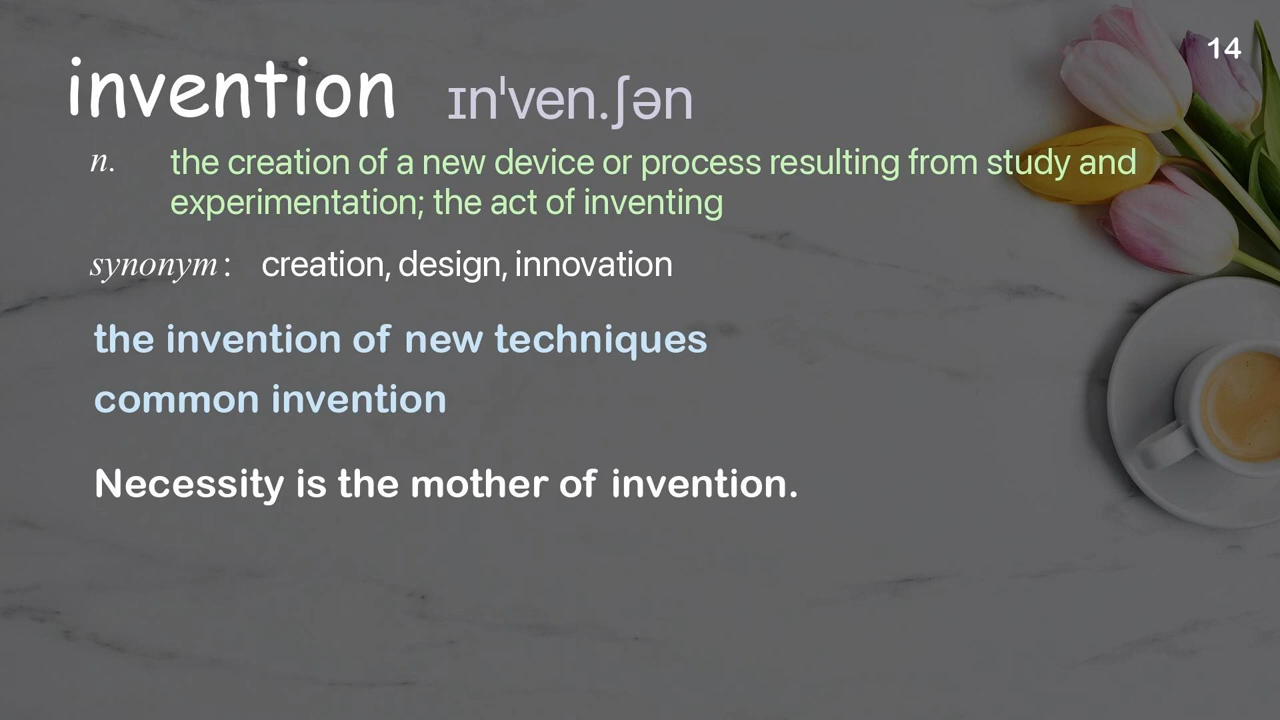 14
invention ɪnˈven.ʃən
n. the creation of a new device or process resulting from study and
experimentation; the act of inventing
synonym: creation, design, innovation
the invention of new techniques
common invention
Necessity is the mother of invention.